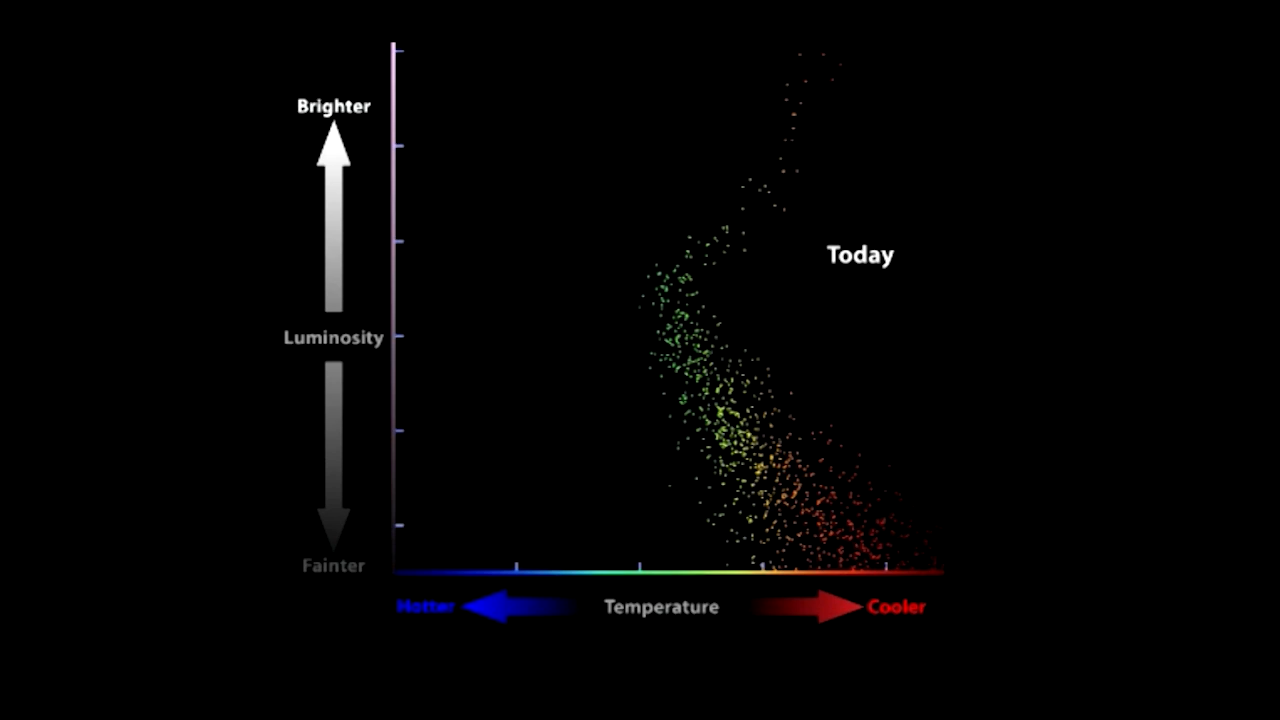 Brighter
Today
Luminosity
Fainter
Hotter
Temperature
Cooler